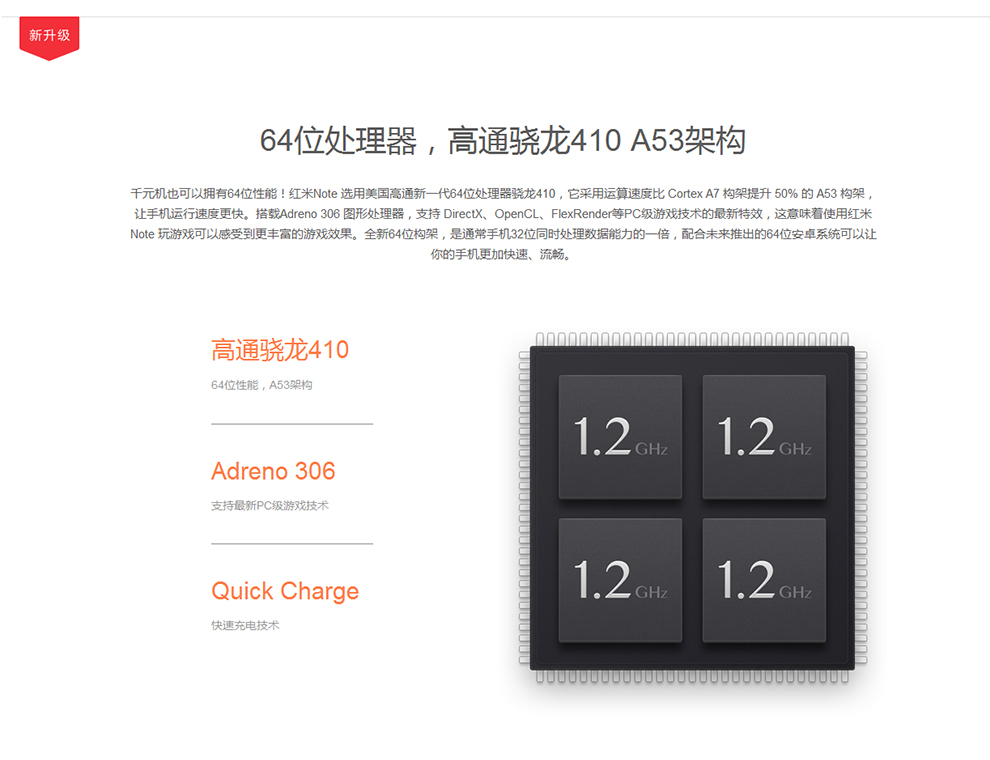 新升级
64位处理器，高通骁龙410 A53架构
千元机也可以拥有64位性能！红米Note 选用美国高通新一代64位处理器骁龙410，它采用运算速度比 Cortex A7 构架提升 50% 的 A53 构架，
让手机运行速度更快。搭载Adreno 306 图形处理器，支持 DirectX、OpenCL、FlexRender等PC级游戏技术的最新特效，这意味着使用红米
Note 玩游戏可以感受到更丰富的游戏效果。全新64位构架，是通常手机32位同时处理数据能力的一倍，配合未来推出的64位安卓系统可以让
你的手机更加快速、流畅。
高通骁龙410
64位性能，A53架构
Adreno 306
支持最新PC级游戏技术
Quick Charge
快速充电技术
1.2 GHz 1.2 GHz
1.2 GHz 1.2 GHz